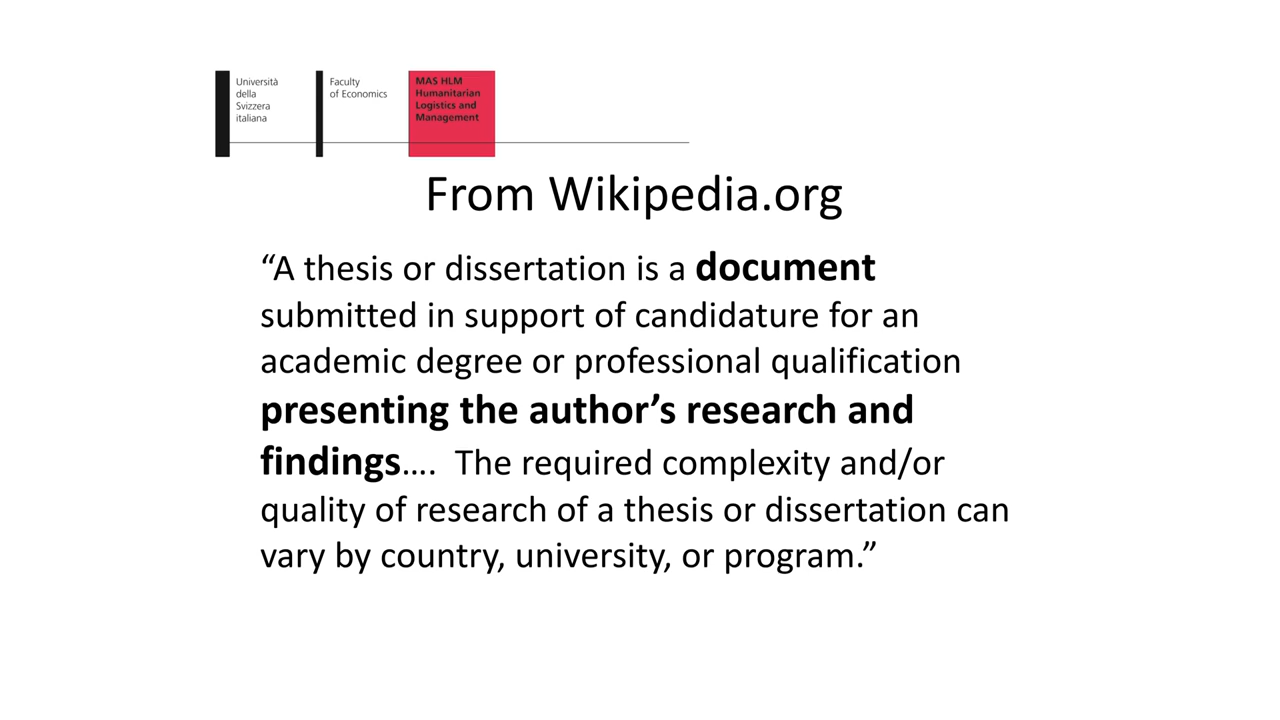 Università
della
Svizzera
italiana
Faculty
of Economics
MAS HLM
Humanitarian
Logistics and
Management
From Wikipedia.org
“A thesis or dissertation is a document
submitted in support of candidature for an
academic degree or professional qualification
presenting the author’s research and
findings…. The required complexity and/or
quality of research of a thesis or dissertation can
vary by country, university, or program.”